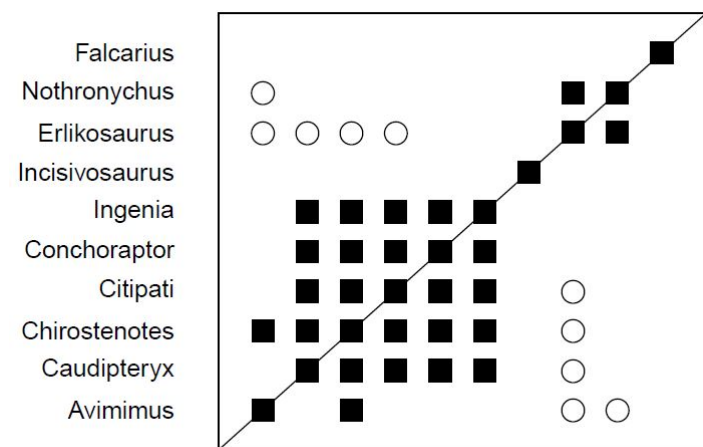 Falcarius
Nothronychus
Erlikosaurus
Incisivosaurus
Ingenia
Conchoraptor
Citipati
Chirostenotes
Caudipteryx
Avimimus